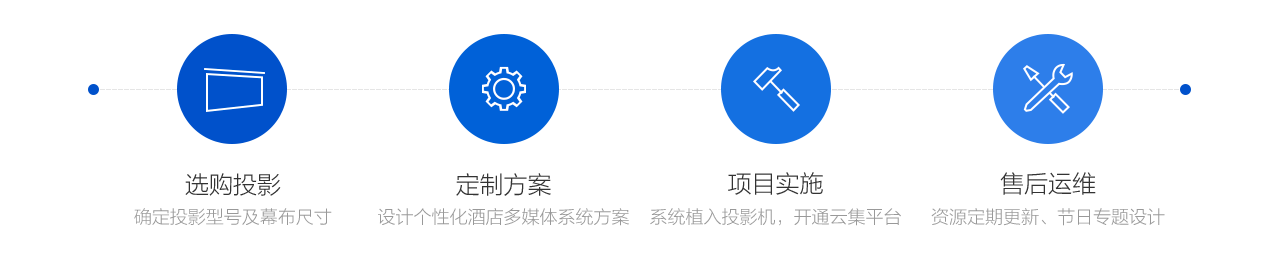 选购投影
确定投影型号及幕布尺寸
定制方案
设计个性化酒店多媒体系统方案
项目实施
系统植入投影机，开通云集平台
售后运维
资源定期更新、节日专题设计